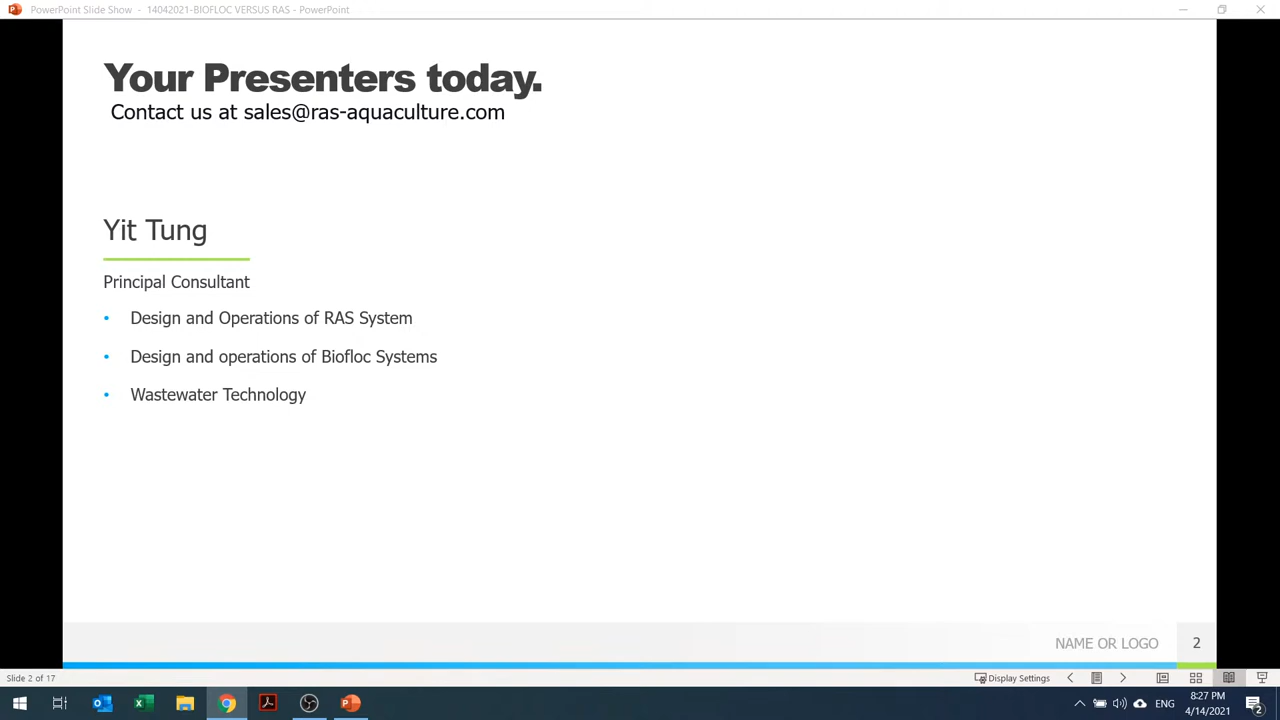 PowerPoint Slide Show - 14042021-BIOFLOC VERSUS RAS - PowerPoint
Your Presenters today.
Contact us at sales@ras-aquaculture.com
Yit Tung
Principal Consultant
• Design and Operations of RAS System
• Design and operations of Biofloc Systems
• Wastewater Technology
NAME OR LOGO 2
Slide 2 of 17
Display Settings
ENG
8:27 PM
4/14/2021
2